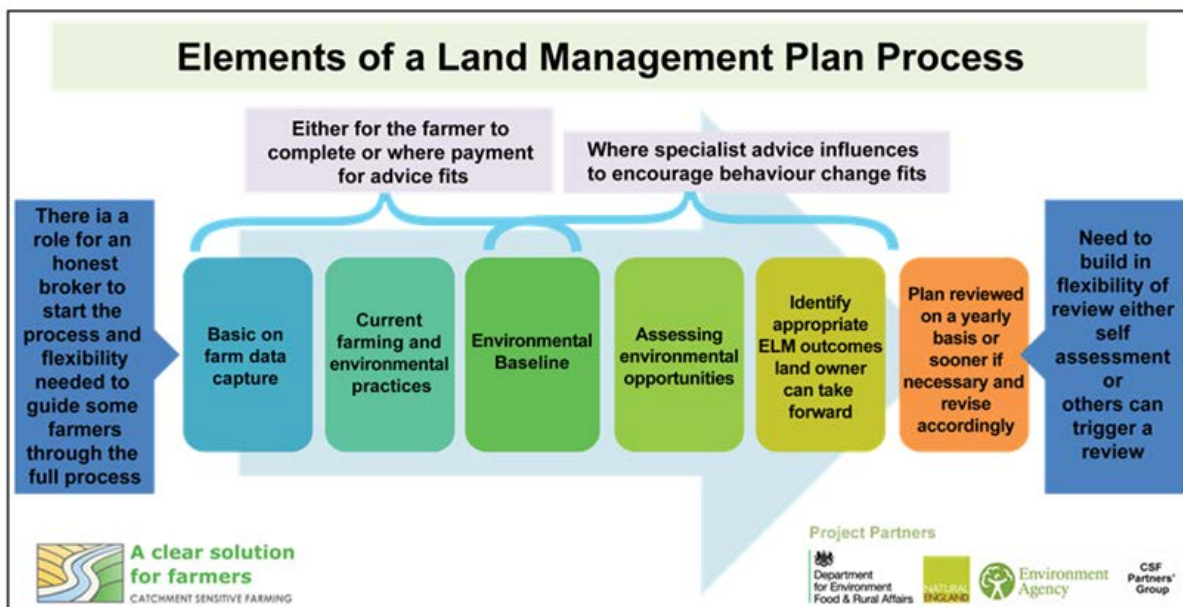 Elements of a Land Management Plan Process
Either for the farmer to
complete or where payment
for advice fits
Where specialist advice influences
to encourage behaviour change fits
There ia a
role for an
honest
broker to
start the
process and
flexibility
needed to
guide some
farmers
through the
full process
Basic on
farm data
capture
Current
farming and
environmental
practices
Environmental
Baseline
Assessing
environmental
opportunities
Identify
appropriate
ELM outcomes
land owner
can take
forward
Plan reviewed
on a yearly
basis or
sooner if
necessary and
revise
accordingly
Need to
build in
flexibility of
review either
self
assessment
or
others can
trigger a
review
A clear solution
for farmers
CATCHMENT SENSITIVE FARMING
Project Partners
Department
for Environment
Food & Rural Affairs
NATURAL
ENGLAND
Environment
Agency
CSF
Partners'
Group